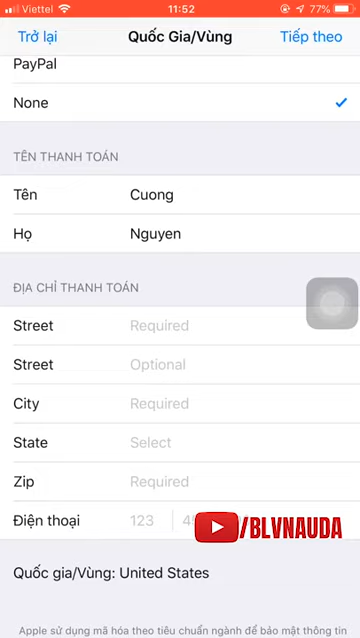 Viettel 11:52 77%
Trở lại Quốc Gia/Vùng Tiếp theo
PayPal
None
TÊN THANH TOÁN
Tên Cuong
Họ Nguyen
ĐỊA CHỈ THANH TOÁN
Street Required
Street Optional
City Required
State Select
Zip Required
Điện thoại 123
/BLVNAUDA
Quốc gia/Vùng: United States
Apple sử dụng mã hóa theo tiêu chuẩn ngành để bảo mật thông tin